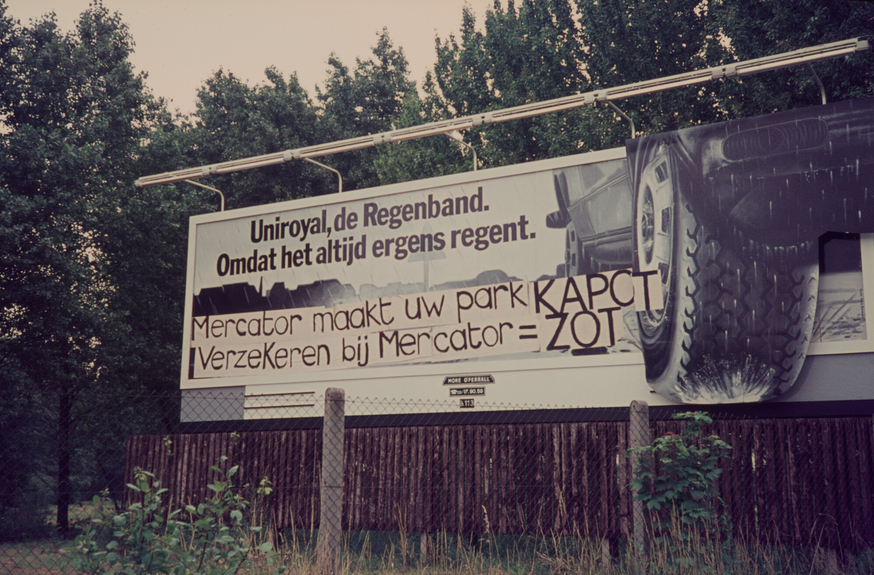 Uniroyal, de Regenband.
Omdat het altijd ergens regent.
Mercator maakt uw park KAPOT
VerzeKeren bij Mercator = ZOT